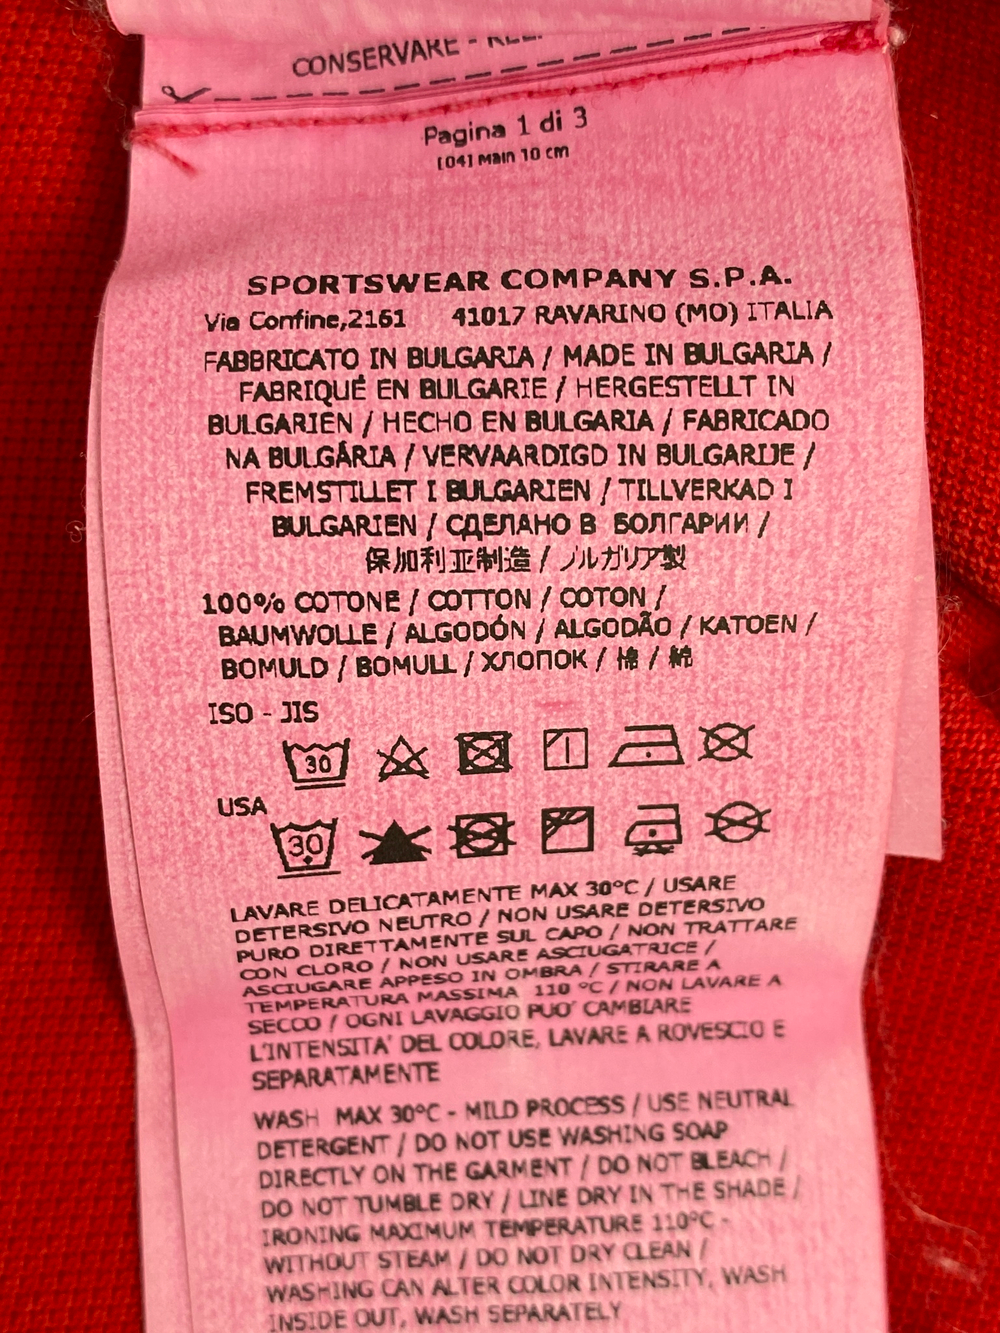 CONSERVARE -
Pagina 1 di 3
[04] Main 10 cm
SPORTSWEAR COMPANY S.P.A.
Via Confine,2161 41017 RAVARINO (MO) ITALIA
FABBRICATO IN BULGARIA / MADE IN BULGARIA /
FABRIQUÉ EN BULGARIE / HERGESTELLT IN
BULGARIEN / HECHO EN BULGARIA / FABRICADO
NA BULGÁRIA / VERVAARDIGD IN BULGARIJE /
FREMSTILLET I BULGARIEN / TILLVERKAD I
BULGARIEN / СДЕЛАНО В БОЛГАРИИ /
保加利亚制造 / ブルガリア製
100% COTONE / COTTON / COTON /
BAUMWOLLE / ALGODÓN / ALGODÃO / KATOEN /
BOMULD / BOMULL / ХЛОПОК / 棉 / 綿
ISO - JIS
30
USA
30
LAVARE DELICATAMENTE MAX 30°C / USARE
DETERSIVO NEUTRO / NON USARE DETERSIVO
PURO DIRETTAMENTE SUL CAPO / NON TRATTARE
CON CLORO / NON USARE ASCIUGATRICE /
ASCIUGARE APPESO IN OMBRA / STIRARE A
TEMPERATURA MASSIMA 110 °C / NON LAVARE A
SECCO / OGNI LAVAGGIO PUO' CAMBIARE
L'INTENSITA' DEL COLORE, LAVARE A ROVESCIO E
SEPARATAMENTE
WASH MAX 30°C - MILD PROCESS / USE NEUTRAL
DETERGENT / DO NOT USE WASHING SOAP
DIRECTLY ON THE GARMENT / DO NOT BLEACH /
DO NOT TUMBLE DRY / LINE DRY IN THE SHADE /
IRONING MAXIMUM TEMPERATURE 110°C -
WITHOUT STEAM / DO NOT DRY CLEAN /
WASHING CAN ALTER COLOR INTENSITY, WASH
INSIDE OUT, WASH SEPARATELY